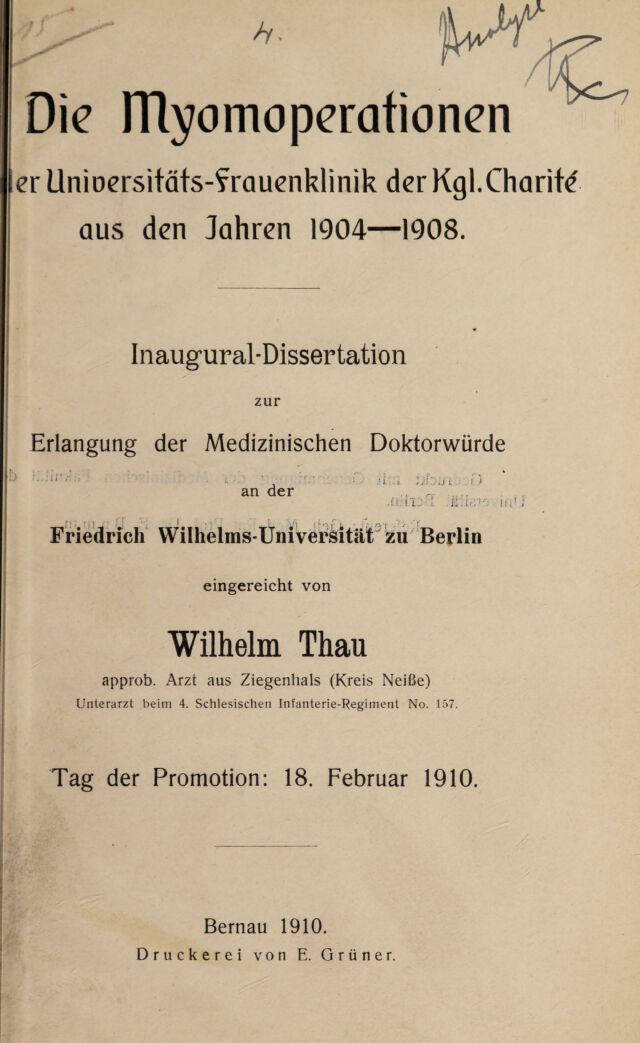 4.
Analyse
Die Myomoperationen
er Universitäts-Frauenklinik der Kgl. Charité
aus den Jahren 1904—1908.
Inaugural-Dissertation
zur
Erlangung der Medizinischen Doktorwürde
an der
Friedrich Wilhelms-Universität zu Berlin
eingereicht von
Wilhelm Thau
approb. Arzt aus Ziegenhals (Kreis Neiße)
Unterarzt beim 4. Schlesischen Infanterie-Regiment No. 157.
Tag der Promotion: 18. Februar 1910.
Bernau 1910.
Druckerei von E. Grüner.